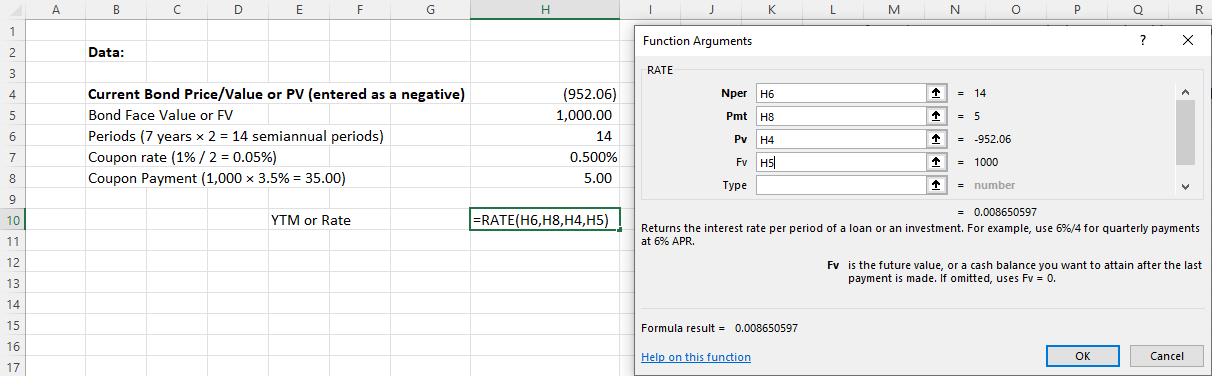 A B C D E F G H I J K L M N O P Q R
1
2 Data:
3
4 Current Bond Price/Value or PV (entered as a negative) (952.06)
5 Bond Face Value or FV 1,000.00
6 Periods (7 years × 2 = 14 semiannual periods) 14
7 Coupon rate (1% / 2 = 0.05%) 0.500%
8 Coupon Payment (1,000 × 3.5% = 35.00) 5.00
9
10 YTM or Rate =RATE(H6,H8,H4,H5)
11
12
13
14
15
16
17
Function Arguments ? ×
RATE
Nper H6 = 14
Pmt H8 = 5
Pv H4 = -952.06
Fv H5 = 1000
Type = number
= 0.008650597
Returns the interest rate per period of a loan or an investment. For example, use 6%/4 for quarterly payments
at 6% APR.
Fv is the future value, or a cash balance you want to attain after the last
payment is made. If omitted, uses Fv = 0.
Formula result = 0.008650597
Help on this function OK Cancel